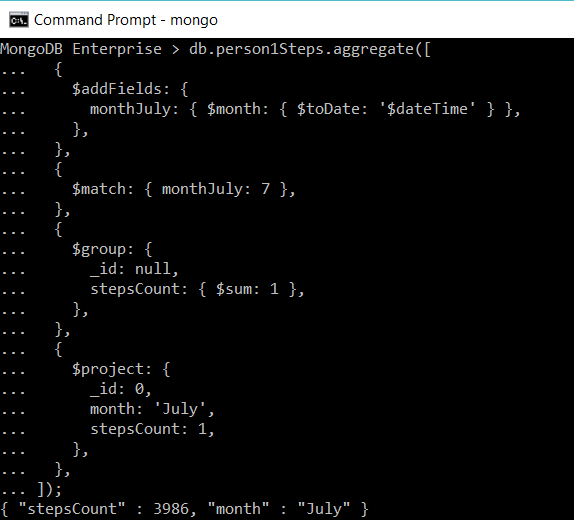 Command Prompt - mongo
MongoDB Enterprise > db.person1Steps.aggregate([
...   {
...     $addFields: {
...       monthJuly: { $month: { $toDate: '$dateTime' } },
...     },
...   },
...   {
...     $match: { monthJuly: 7 },
...   },
...   {
...     $group: {
...       _id: null,
...       stepsCount: { $sum: 1 },
...     },
...   },
...   {
...     $project: {
...       _id: 0,
...       month: 'July',
...       stepsCount: 1,
...     },
...   },
... ]);
{ "stepsCount" : 3986, "month" : "July" }